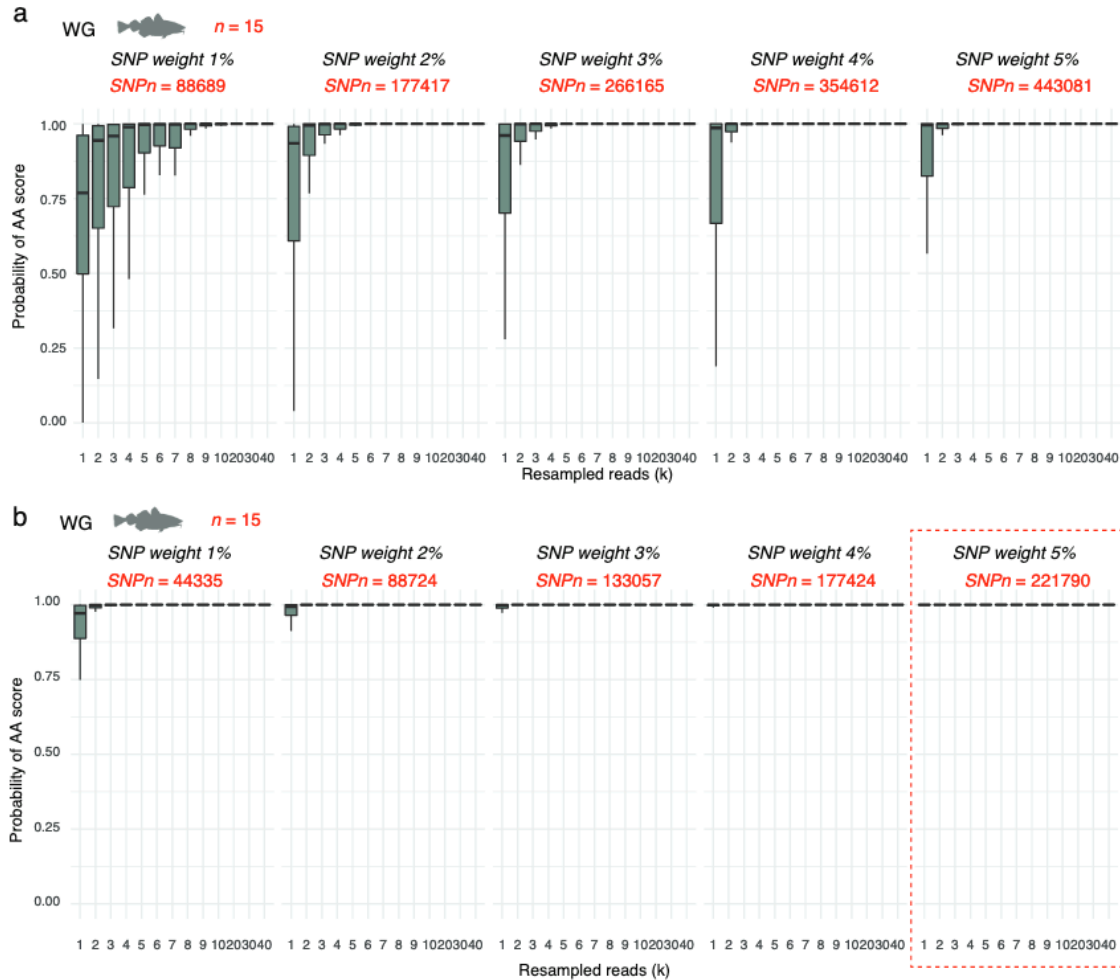 a
WG n = 15
SNP weight 1% SNP weight 2% SNP weight 3% SNP weight 4% SNP weight 5%
SNPn = 88689 SNPn = 177417 SNPn = 266165 SNPn = 354612 SNPn = 443081
Probability of AA score
1.00
0.75
0.50
0.25
0.00
1 2 3 4 5 6 7 8 9 10 20 30 40 1 2 3 4 5 6 7 8 9 10 20 30 40 1 2 3 4 5 6 7 8 9 10 20 30 40 1 2 3 4 5 6 7 8 9 10 20 30 40 1 2 3 4 5 6 7 8 9 10 20 30 40
Resampled reads (k)
b
WG n = 15
SNP weight 1% SNP weight 2% SNP weight 3% SNP weight 4% SNP weight 5%
SNPn = 44335 SNPn = 88724 SNPn = 133057 SNPn = 177424 SNPn = 221790
Probability of AA score
1.00
0.75
0.50
0.25
0.00
1 2 3 4 5 6 7 8 9 10 20 30 40 1 2 3 4 5 6 7 8 9 10 20 30 40 1 2 3 4 5 6 7 8 9 10 20 30 40 1 2 3 4 5 6 7 8 9 10 20 30 40 1 2 3 4 5 6 7 8 9 10 20 30 40
Resampled reads (k)